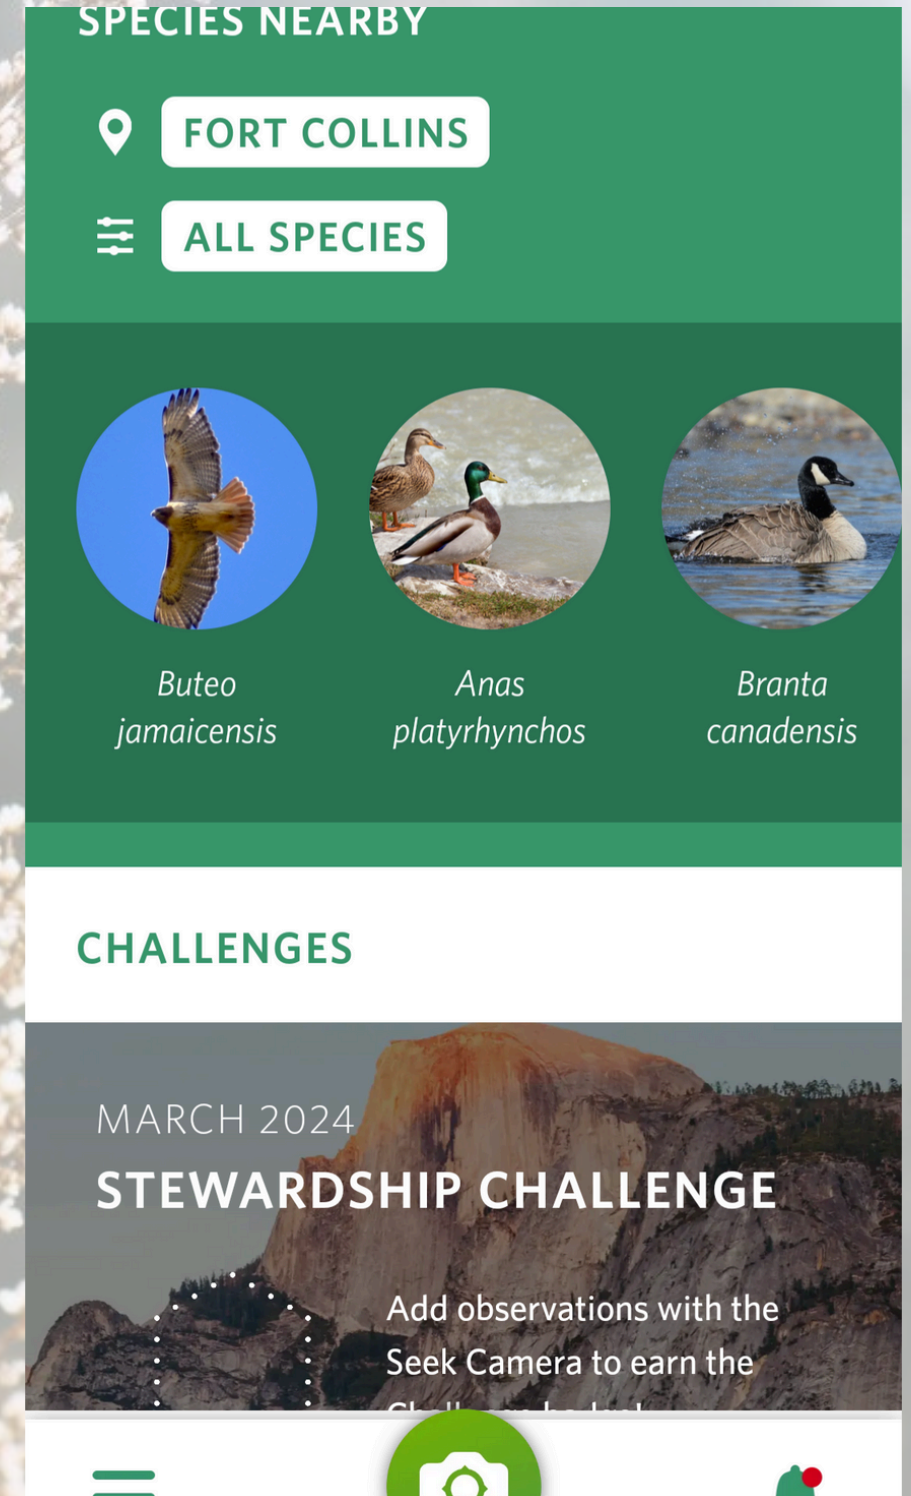 SPECIES NEARBY
FORT COLLINS
ALL SPECIES
Buteo
jamaicensis
Anas
platyrhynchos
Branta
canadensis
CHALLENGES
MARCH 2024
STEWARDSHIP CHALLENGE
Add observations with the
Seek Camera to earn the